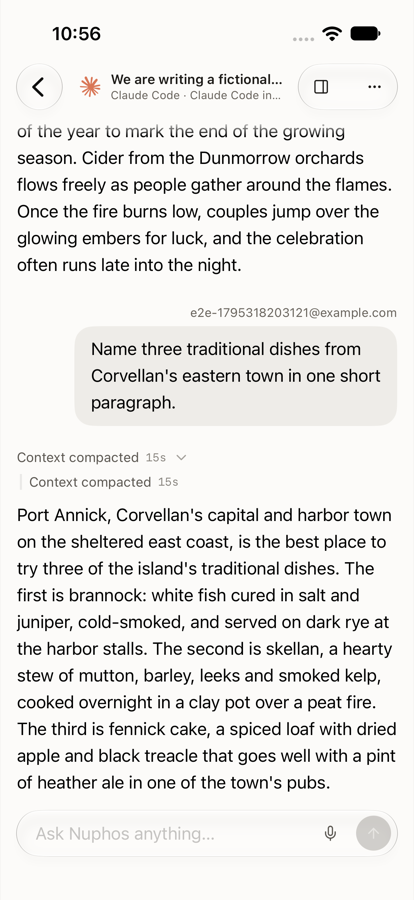 10:56
We are writing a fictional...
Claude Code · Claude Code in...
of the year to mark the end of the growing
season. Cider from the Dunmorrow orchards
flows freely as people gather around the flames.
Once the fire burns low, couples jump over the
glowing embers for luck, and the celebration
often runs late into the night.
e2e-1795318203121@example.com
Name three traditional dishes from
Corvellan's eastern town in one short
paragraph.
Context compacted 15s
Context compacted 15s
Port Annick, Corvellan's capital and harbor town
on the sheltered east coast, is the best place to
try three of the island's traditional dishes. The
first is brannock: white fish cured in salt and
juniper, cold-smoked, and served on dark rye at
the harbor stalls. The second is skellan, a hearty
stew of mutton, barley, leeks and smoked kelp,
cooked overnight in a clay pot over a peat fire.
The third is fennick cake, a spiced loaf with dried
apple and black treacle that goes well with a pint
of heather ale in one of the town's pubs.
Ask Nuphos anything...